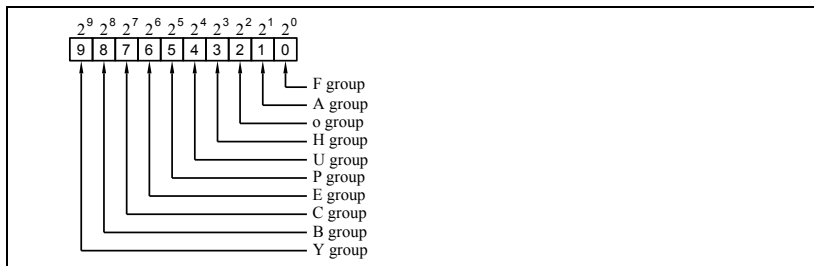 2⁹ 2⁸ 2⁷ 2⁶ 2⁵ 2⁴ 2³ 2² 2¹ 2⁰
9 8 7 6 5 4 3 2 1 0
F group
A group
o group
H group
U group
P group
E group
C group
B group
Y group